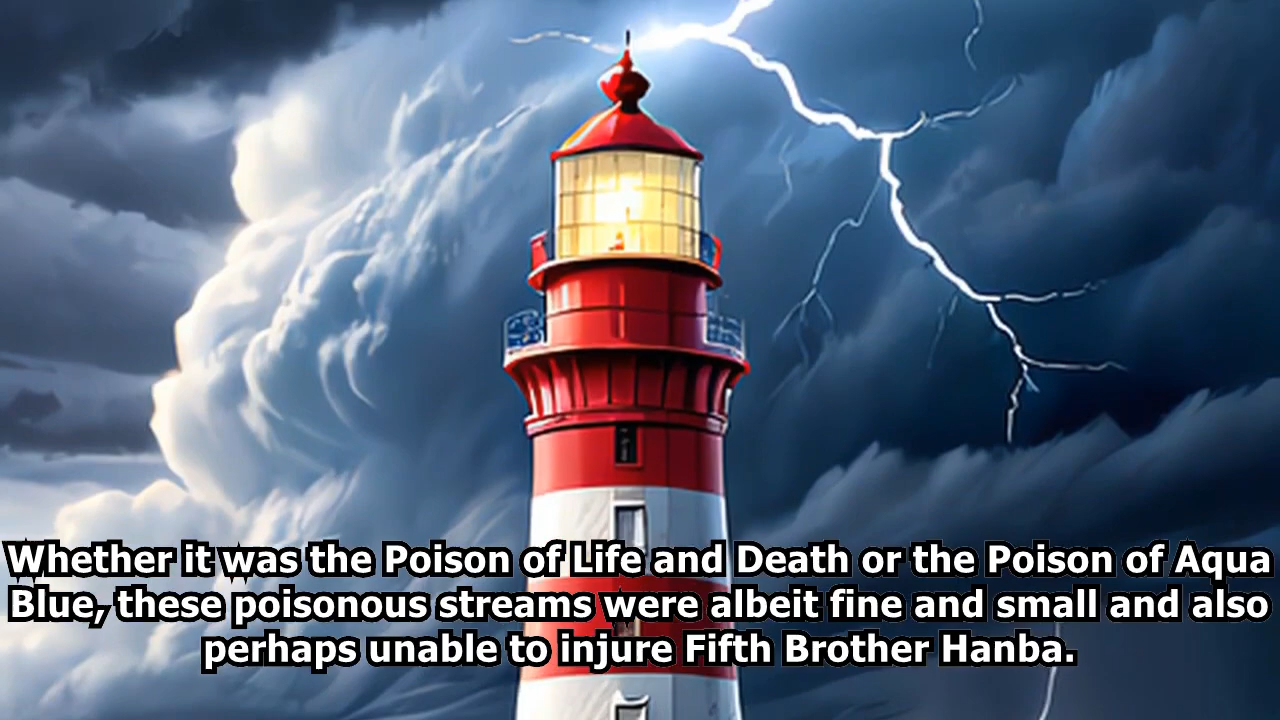 Whether it was the Poison of Life and Death or the Poison of Aqua
Blue, these poisonous streams were albeit fine and small and also
perhaps unable to injure Fifth Brother Hanba.